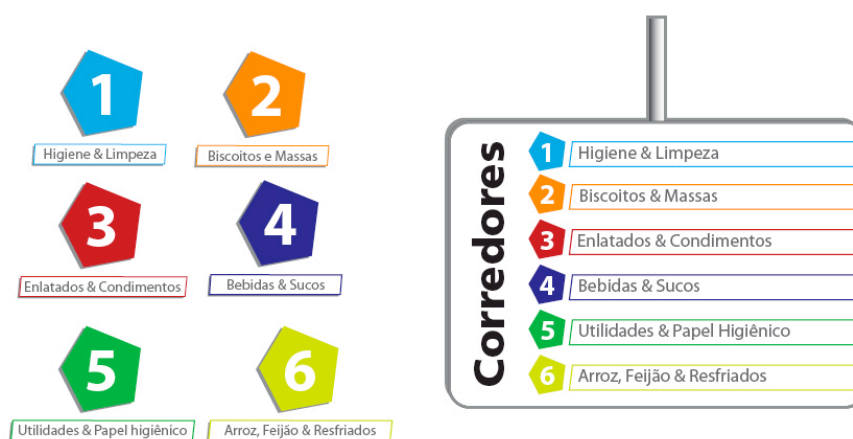 1
Higiene & Limpeza
2
Biscoitos e Massas
3
Enlatados & Condimentos
4
Bebidas & Sucos
5
Utilidades & Papel higiênico
6
Arroz, Feijão & Resfriados
Corredores
1 Higiene & Limpeza
2 Biscoitos & Massas
3 Enlatados & Condimentos
4 Bebidas & Sucos
5 Utilidades & Papel Higiênico
6 Arroz, Feijão & Resfriados